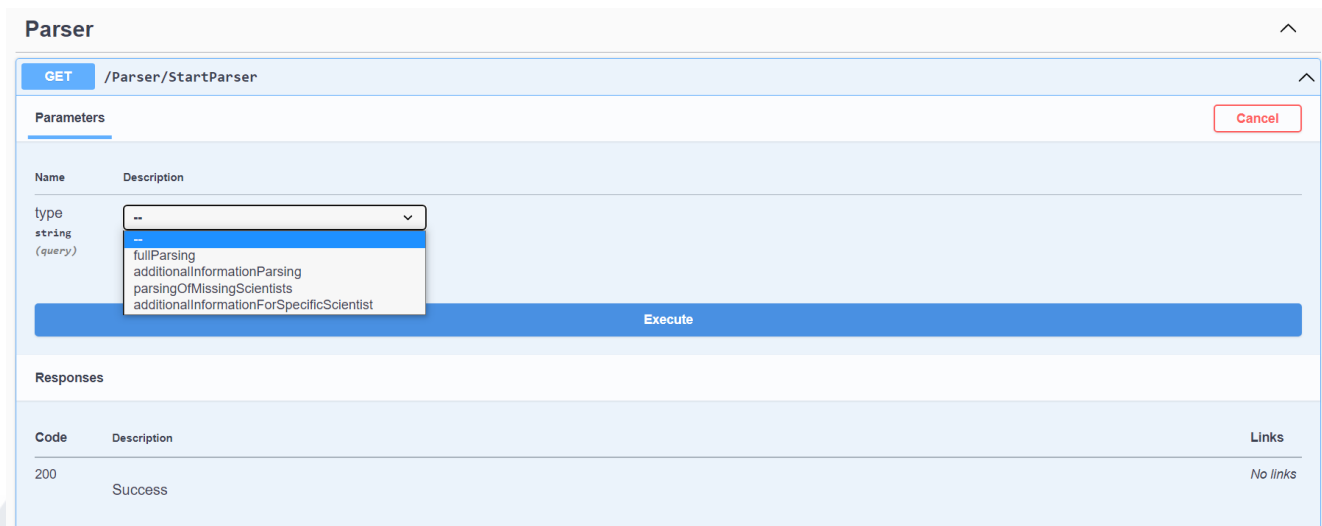 Parser
GET /Parser/StartParser
Parameters
Cancel
Name Description
type
string
(query)
--
--
fullParsing
additionalInformationParsing
parsingOfMissingScientists
additionalInformationForSpecificScientist
Execute
Responses
Code Description Links
200 Success No links